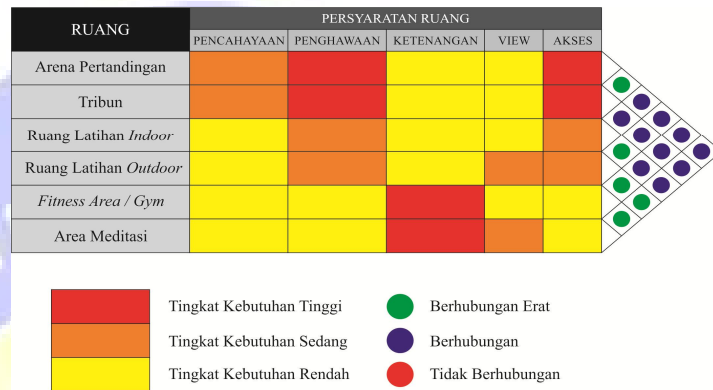 RUANG
PERSYARATAN RUANG
PENCAHAYAAN PENGHAWAAN KETENANGAN VIEW AKSES
Arena Pertandingan
Tribun
Ruang Latihan Indoor
Ruang Latihan Outdoor
Fitness Area / Gym
Area Meditasi
Tingkat Kebutuhan Tinggi Berhubungan Erat
Tingkat Kebutuhan Sedang Berhubungan
Tingkat Kebutuhan Rendah Tidak Berhubungan